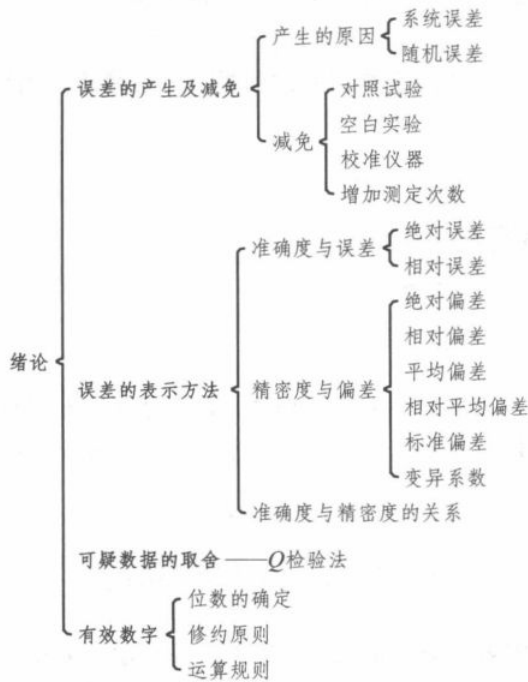 绪论
误差的产生及减免
产生的原因
系统误差
随机误差
减免
对照试验
空白实验
校准仪器
增加测定次数
误差的表示方法
准确度与误差
绝对误差
相对误差
精密度与偏差
绝对偏差
相对偏差
平均偏差
相对平均偏差
标准偏差
变异系数
准确度与精密度的关系
可疑数据的取舍——Q检验法
有效数字
位数的确定
修约原则
运算规则